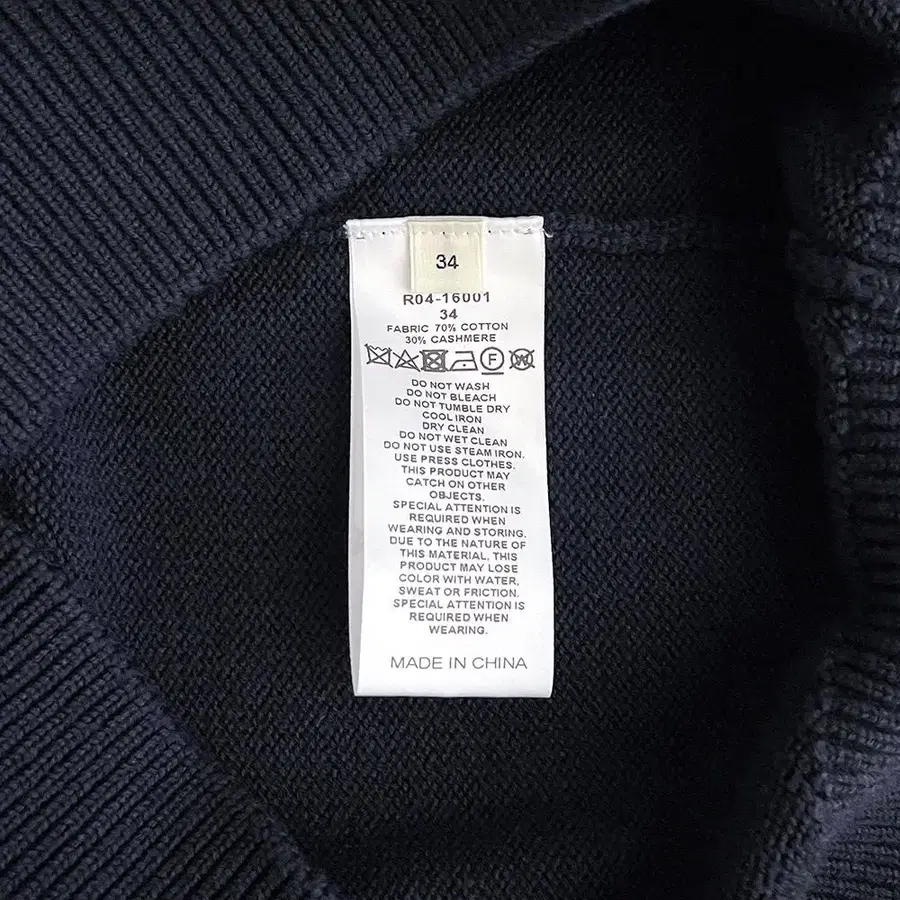 34
R04-16001
34
FABRIC 70% COTTON
30% CASHMERE
F W
DO NOT WASH
DO NOT BLEACH
DO NOT TUMBLE DRY
COOL IRON
DRY CLEAN
DO NOT WET CLEAN
DO NOT USE STEAM IRON.
USE PRESS CLOTHES.
THIS PRODUCT MAY
CATCH ON OTHER
OBJECTS.
SPECIAL ATTENTION IS
REQUIRED WHEN
WEARING AND STORING.
DUE TO THE NATURE OF
THIS MATERIAL, THIS
PRODUCT MAY LOSE
COLOR WITH WATER,
SWEAT OR FRICTION.
SPECIAL ATTENTION IS
REQUIRED WHEN
WEARING.
MADE IN CHINA